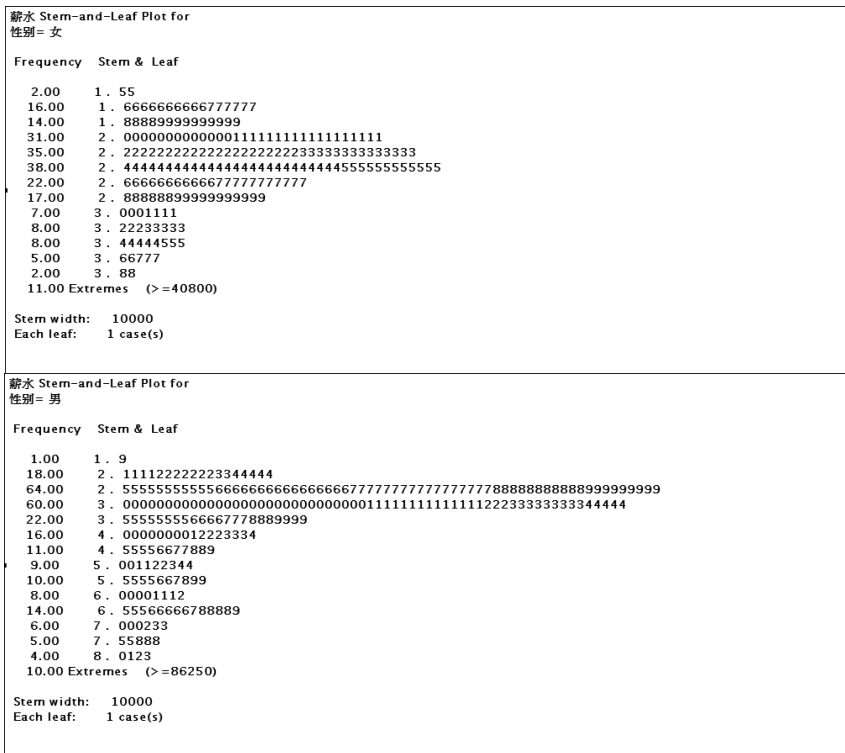 薪水 Stem-and-Leaf Plot for
性别= 女
Frequency Stem & Leaf
2.00 1 . 55
16.00 1 . 6666666666777777
14.00 1 . 88889999999999
31.00 2 . 0000000000000111111111111111111
35.00 2 . 22222222222222222222233333333333333
38.00 2 . 44444444444444444444444444555555555555
22.00 2 . 6666666666677777777777
17.00 2 . 88888899999999999
7.00 3 . 0001111
8.00 3 . 22233333
8.00 3 . 44444555
5.00 3 . 66777
2.00 3 . 88
11.00 Extremes (>=40800)
Stem width: 10000
Each leaf: 1 case(s)
薪水 Stem-and-Leaf Plot for
性别= 男
Frequency Stem & Leaf
1.00 1 . 9
18.00 2 . 111122222223344444
64.00 2 . 5555555555566666666666666667777777777777777788888888888999999999
60.00 3 . 000000000000000000000000000001111111111111122233333333344444
22.00 3 . 5555555566667778889999
16.00 4 . 0000000012223334
11.00 4 . 55556677889
9.00 5 . 001122344
10.00 5 . 5555667899
8.00 6 . 00001112
14.00 6 . 55566666788889
6.00 7 . 000233
5.00 7 . 55888
4.00 8 . 0123
10.00 Extremes (>=86250)
Stem width: 10000
Each leaf: 1 case(s)